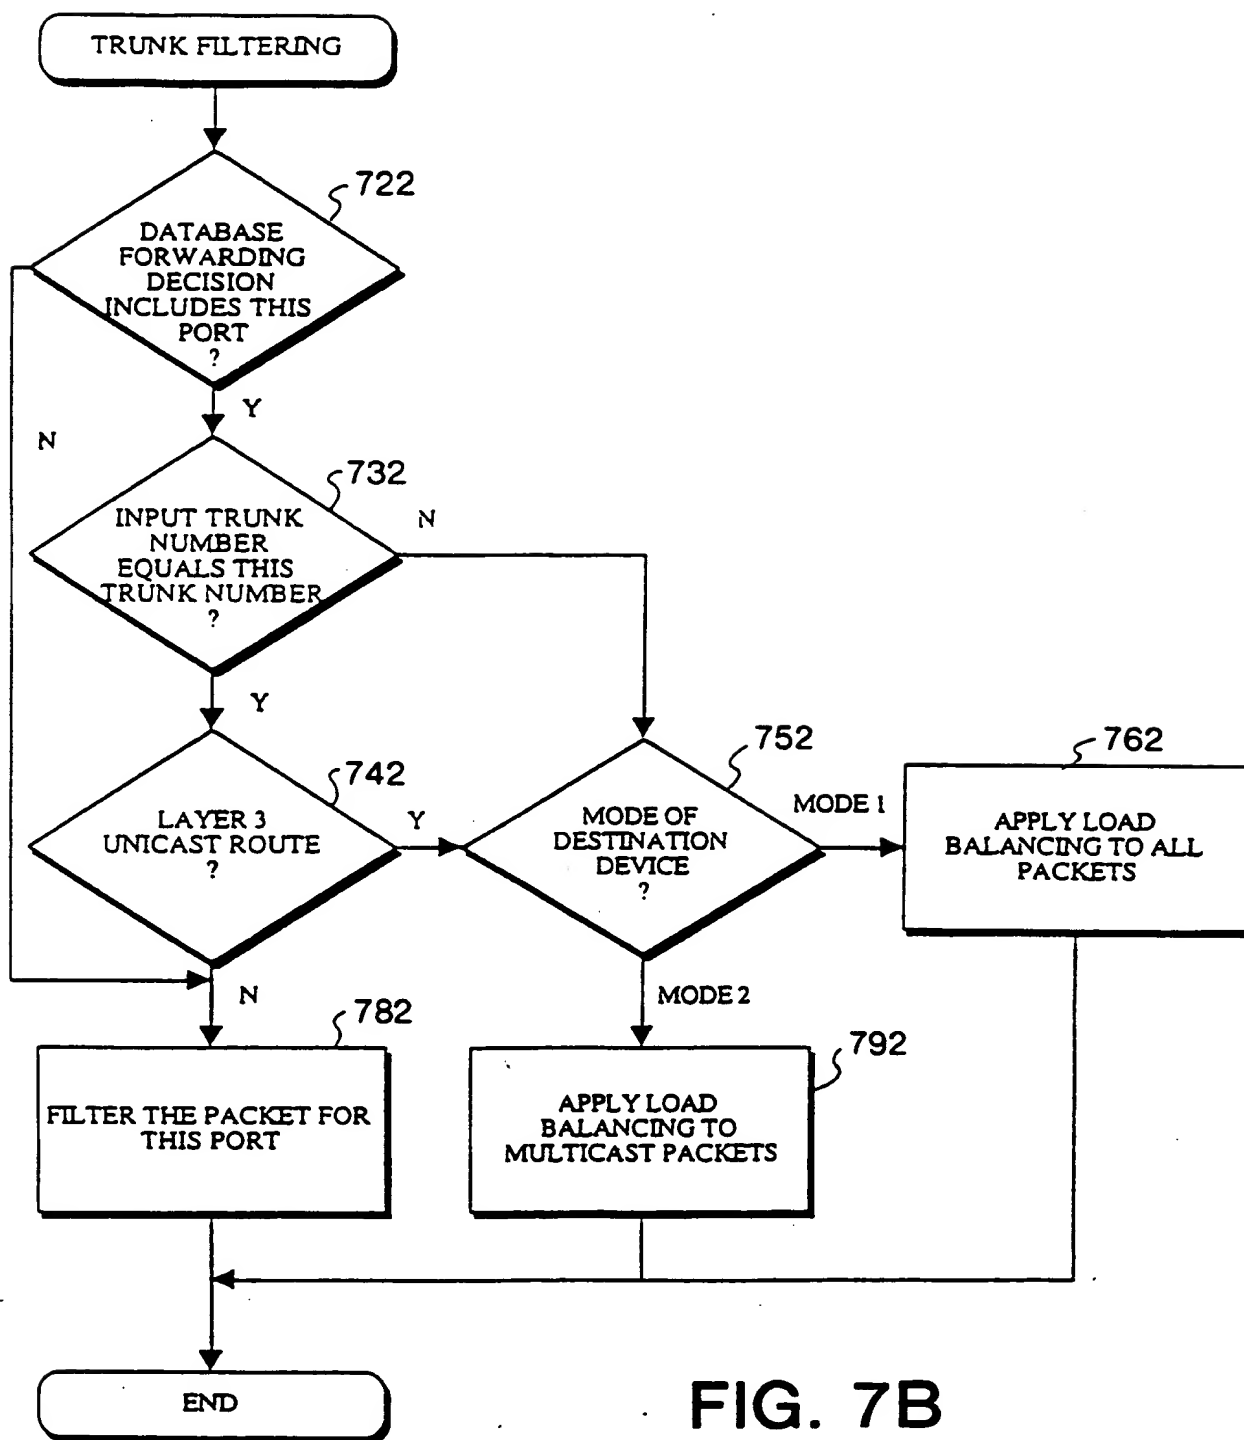 TRUNK FILTERING
722
DATABASE
FORWARDING
DECISION
INCLUDES THIS
PORT
?
Y
N
732
INPUT TRUNK
NUMBER
EQUALS THIS
TRUNK NUMBER
?
N
Y
742
LAYER 3
UNICAST ROUTE
?
Y
752
MODE OF
DESTINATION
DEVICE
?
MODE 1
762
APPLY LOAD
BALANCING TO ALL
PACKETS
N
MODE 2
782
FILTER THE PACKET FOR
THIS PORT
792
APPLY LOAD
BALANCING TO
MULTICAST PACKETS
END
FIG. 7B